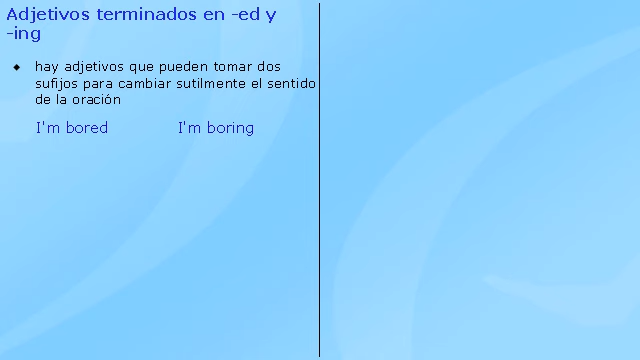 Adjetivos terminados en -ed y
-ing
hay adjetivos que pueden tomar dos
sufijos para cambiar sutilmente el sentido
de la oración
I'm bored I'm boring